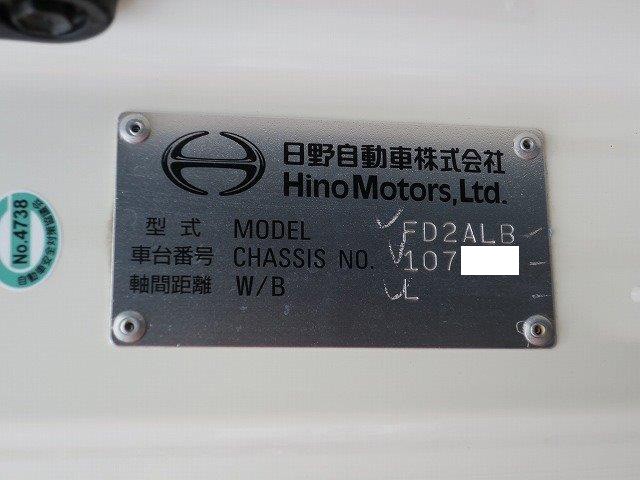 日野自動車株式会社
Hino Motors, Ltd.
型式 MODEL FD2ALB
車台番号 CHASSIS NO. 107
軸間距離 W/B L
No.4738